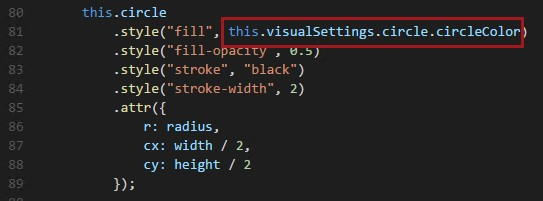 80 this.circle
81 .style("fill", this.visualSettings.circle.circleColor)
82 .style("fill-opacity", 0.5)
83 .style("stroke", "black")
84 .style("stroke-width", 2)
85 .attr({
86 r: radius,
87 cx: width / 2,
88 cy: height / 2
89 });